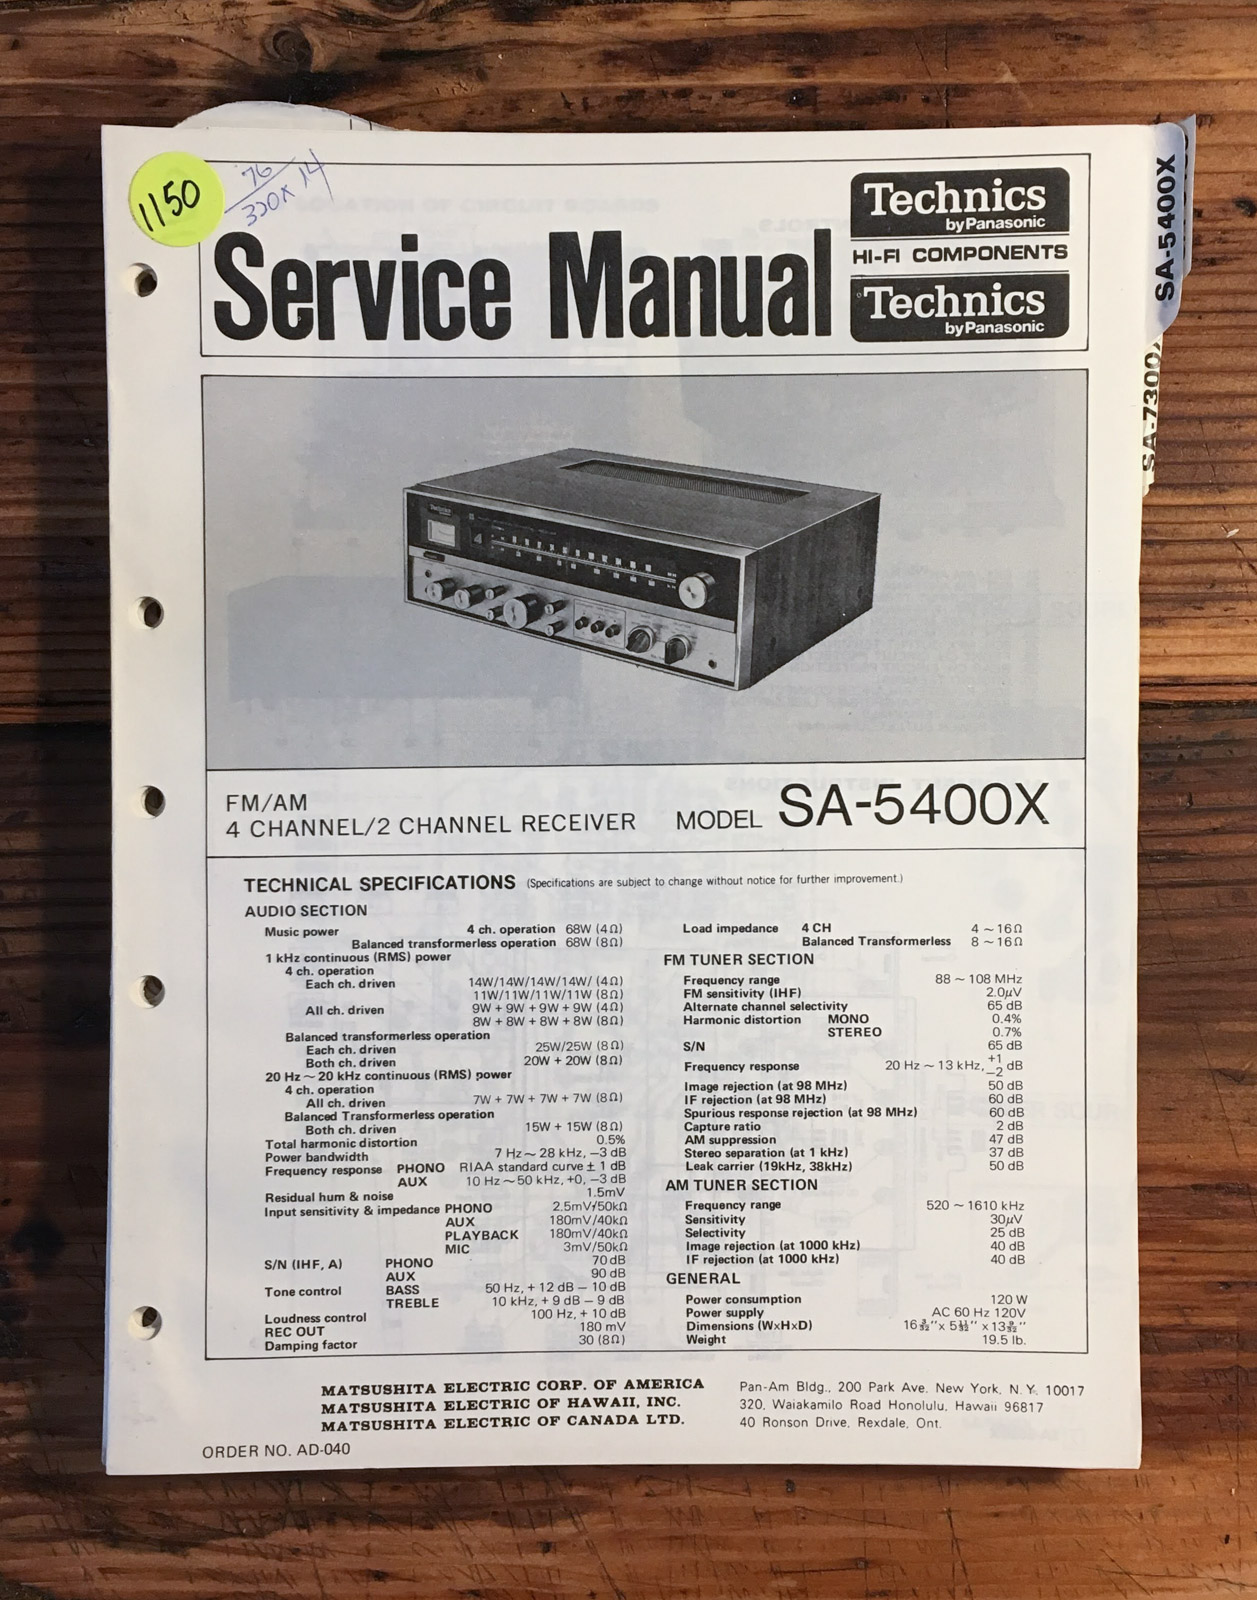 1150
76
330x14
Service Manual
Technics
by Panasonic
HI-FI COMPONENTS
Technics
by Panasonic
SA-5400X
SA-7300X
Technics
FM/AM
4 CHANNEL/2 CHANNEL RECEIVER MODEL SA-5400X
TECHNICAL SPECIFICATIONS (Specifications are subject to change without notice for further improvement.)
AUDIO SECTION
Music power 4 ch. operation 68W (4Ω)
Balanced transformerless operation 68W (8Ω)
1 kHz continuous (RMS) power
4 ch. operation
Each ch. driven 14W/14W/14W/14W/ (4Ω)
11W/11W/11W/11W (8Ω)
All ch. driven 9W + 9W + 9W + 9W (4Ω)
8W + 8W + 8W + 8W (8Ω)
Balanced transformerless operation
Each ch. driven 25W/25W (8Ω)
Both ch. driven 20W + 20W (8Ω)
20 Hz ~ 20 kHz continuous (RMS) power
4 ch. operation
All ch. driven 7W + 7W + 7W + 7W (8Ω)
Balanced Transformerless operation
Both ch. driven 15W + 15W (8Ω)
Total harmonic distortion 0.5%
Power bandwidth 7 Hz ~ 28 kHz, −3 dB
Frequency response PHONO RIAA standard curve ± 1 dB
AUX 10 Hz ~ 50 kHz, +0, −3 dB
Residual hum & noise 1.5mV
Input sensitivity & impedance PHONO 2.5mV/50kΩ
AUX 180mV/40kΩ
PLAYBACK 180mV/40kΩ
MIC 3mV/50kΩ
S/N (IHF, A) PHONO 70 dB
AUX 90 dB
Tone control BASS 50 Hz, + 12 dB − 10 dB
TREBLE 10 kHz, + 9 dB − 9 dB
Loudness control 100 Hz, + 10 dB
REC OUT 180 mV
Damping factor 30 (8Ω)
Load impedance 4 CH 4 ~ 16Ω
Balanced Transformerless 8 ~ 16Ω
FM TUNER SECTION
Frequency range 88 ~ 108 MHz
FM sensitivity (IHF) 2.0μV
Alternate channel selectivity 65 dB
Harmonic distortion MONO 0.4%
STEREO 0.7%
S/N 65 dB
Frequency response 20 Hz ~ 13 kHz, +1 −2 dB
Image rejection (at 98 MHz) 50 dB
IF rejection (at 98 MHz) 60 dB
Spurious response rejection (at 98 MHz) 60 dB
Capture ratio 2 dB
AM suppression 47 dB
Stereo separation (at 1 kHz) 37 dB
Leak carrier (19kHz, 38kHz) 50 dB
AM TUNER SECTION
Frequency range 520 ~ 1610 kHz
Sensitivity 30μV
Selectivity 25 dB
Image rejection (at 1000 kHz) 40 dB
IF rejection (at 1000 kHz) 40 dB
GENERAL
Power consumption 120 W
Power supply AC 60 Hz 120V
Dimensions (WxHxD)
Weight 19.5 lb.
MATSUSHITA ELECTRIC CORP. OF AMERICA Pan-Am Bldg., 200 Park Ave. New York, N.Y. 10017
MATSUSHITA ELECTRIC OF HAWAII, INC. 320, Waiakamilo Road Honolulu, Hawaii 96817
MATSUSHITA ELECTRIC OF CANADA LTD. 40 Ronson Drive, Rexdale, Ont.
ORDER NO. AD-040